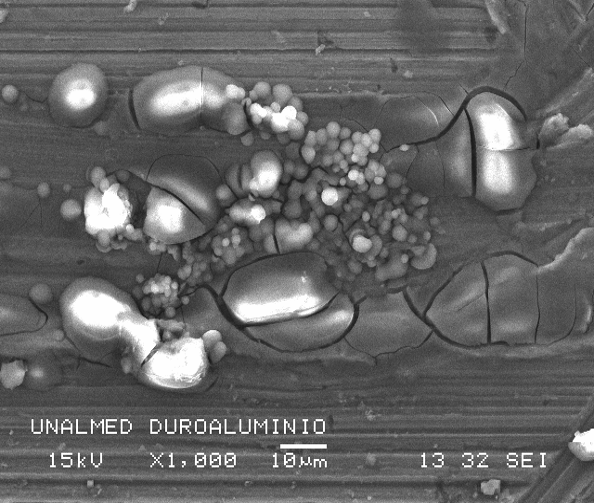 UNALMED DUROALUMINIO
15kV X1,000 10µm 13 32 SEI